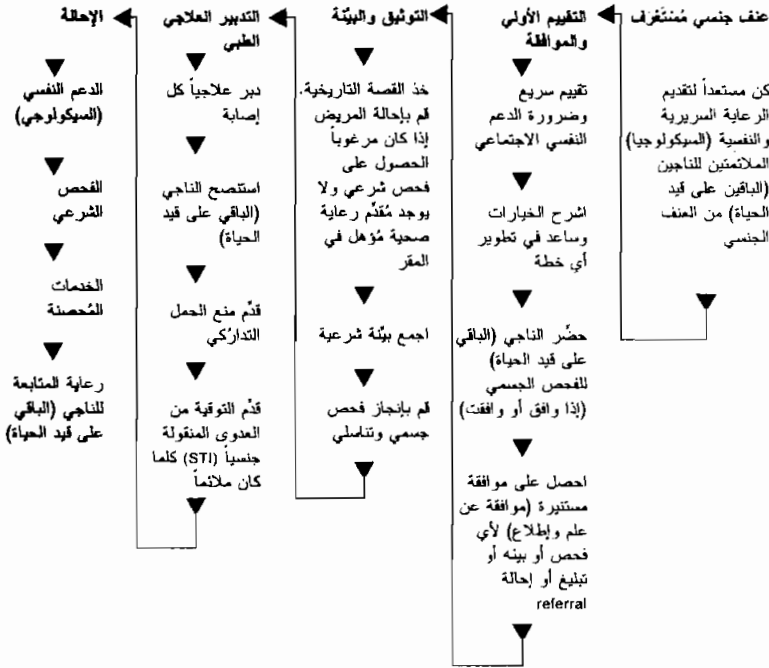 عنف جنسي مُسْتَعْرَف
كن مستعداً لتقديم
الرعاية السريرية
والنفسية (السيكولوجيا)
الملائمتين للناجين
(الباقين على قيد
الحياة) من العنف
الجنسي
التقييم الأولي
والموافقة
تقييم سريع
وضرورة الدعم
النفسي الاجتماعي
اشرح الخيارات
وساعد في تطوير
أي خطة
حضّر الناجي (الباقي
على قيد الحياة)
للفحص الجسمي
(إذا وافق أو وافقت)
احصل على موافقة
مستنيرة (موافقة عن
علم وإطلاع) لأي
فحص أو بينه أو
تبليغ أو إحالة
referral
التوثيق والبيّنة
خذ القصة التاريخية.
قم بإحالة المريض
إذا كان مرغوباً
الحصول على
فحص شرعي ولا
يوجد مُقدِّم رعاية
صحية مُؤهل في
المقر
اجمع بيّنة شرعية
قم بإنجاز فحص
جسمي وتناسلي
التدبير العلاجي
الطبي
دبر علاجياً كل
إصابة
استنصح الناجي
(الباقي على قيد
الحياة)
قدِّم منع الحمل
التداركي
قدِّم التوقية من
العدوى المنقولة
جنسياً (STI) كلما
كان ملائماً
الإحالة
الدعم النفسي
(السيكولوجي)
الفحص
الشرعي
الخدمات
المُحصنة
رعاية المتابعة
للناجي (الباقي
على قيد الحياة)